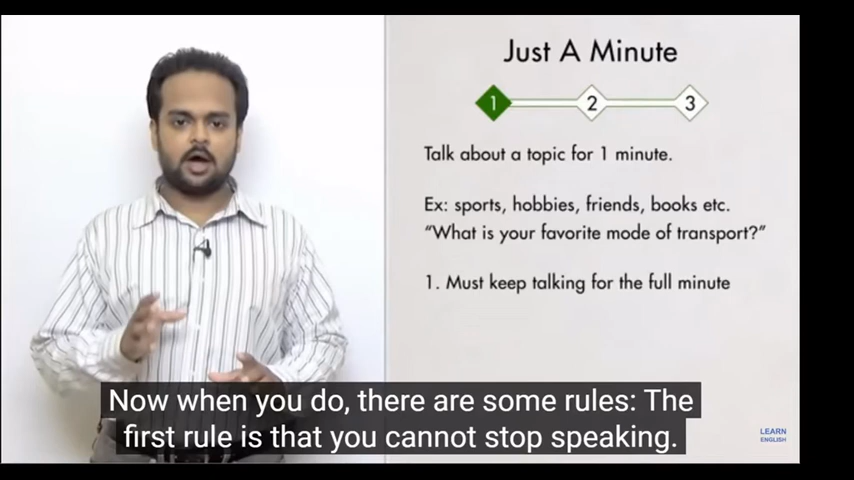 Just A Minute
1 2 3
Talk about a topic for 1 minute.
Ex: sports, hobbies, friends, books etc.
“What is your favorite mode of transport?”
1. Must keep talking for the full minute
Now when you do, there are some rules: The
first rule is that you cannot stop speaking.
LEARN
ENGLISH